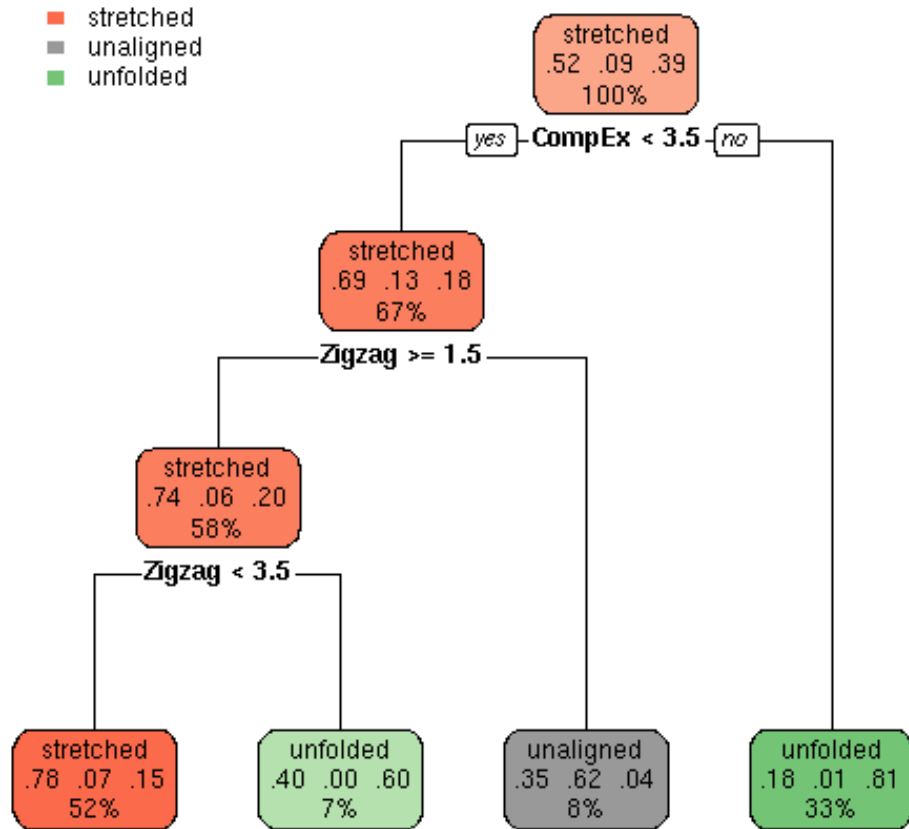 stretched
unaligned
unfolded
stretched
.52 .09 .39
100%
yes CompEx < 3.5 no
stretched
.69 .13 .18
67%
Zigzag >= 1.5
stretched
.74 .06 .20
58%
Zigzag < 3.5
stretched
.78 .07 .15
52%
unfolded
.40 .00 .60
7%
unaligned
.35 .62 .04
8%
unfolded
.18 .01 .81
33%